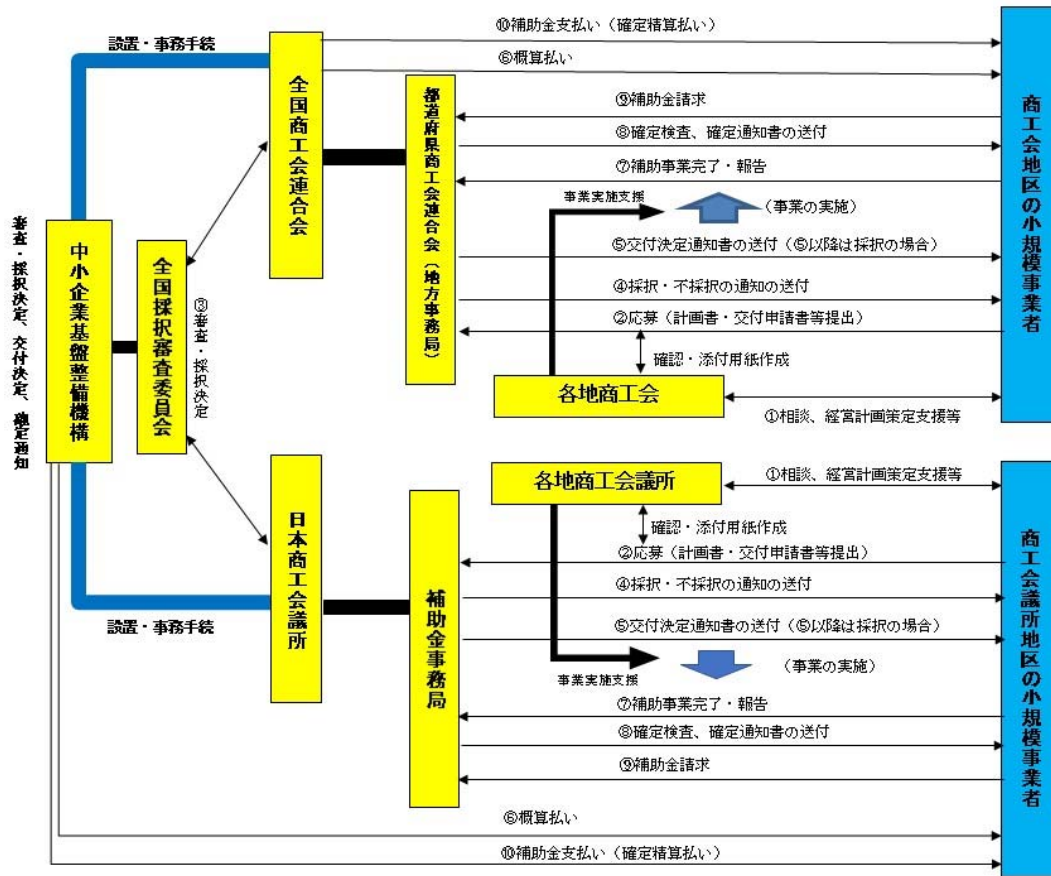 ⑩補助金支払い（確定精算払い）
設置・事務手続
⑥概算払い
全国商工会連合会
都道府県商工会連合会（地方事務局）
商工会地区の小規模事業者
⑨補助金請求
⑧確定検査、確定通知書の送付
⑦補助事業完了・報告
事業実施支援
（事業の実施）
審査・採択決定、交付決定、確定通知
中小企業基盤整備機構
全国採択審査委員会
③審査・採択決定
⑤交付決定通知書の送付（⑤以降は採択の場合）
④採択・不採択の通知の送付
②応募（計画書・交付申請書等提出）
確認・添付用紙作成
各地商工会
①相談、経営計画策定支援等
各地商工会議所
①相談、経営計画策定支援等
確認・添付用紙作成
日本商工会議所
補助金事務局
商工会議所地区の小規模事業者
②応募（計画書・交付申請書等提出）
④採択・不採択の通知の送付
設置・事務手続
⑤交付決定通知書の送付（⑤以降は採択の場合）
（事業の実施）
事業実施支援
⑦補助事業完了・報告
⑧確定検査、確定通知書の送付
⑨補助金請求
⑥概算払い
⑩補助金支払い（確定精算払い）